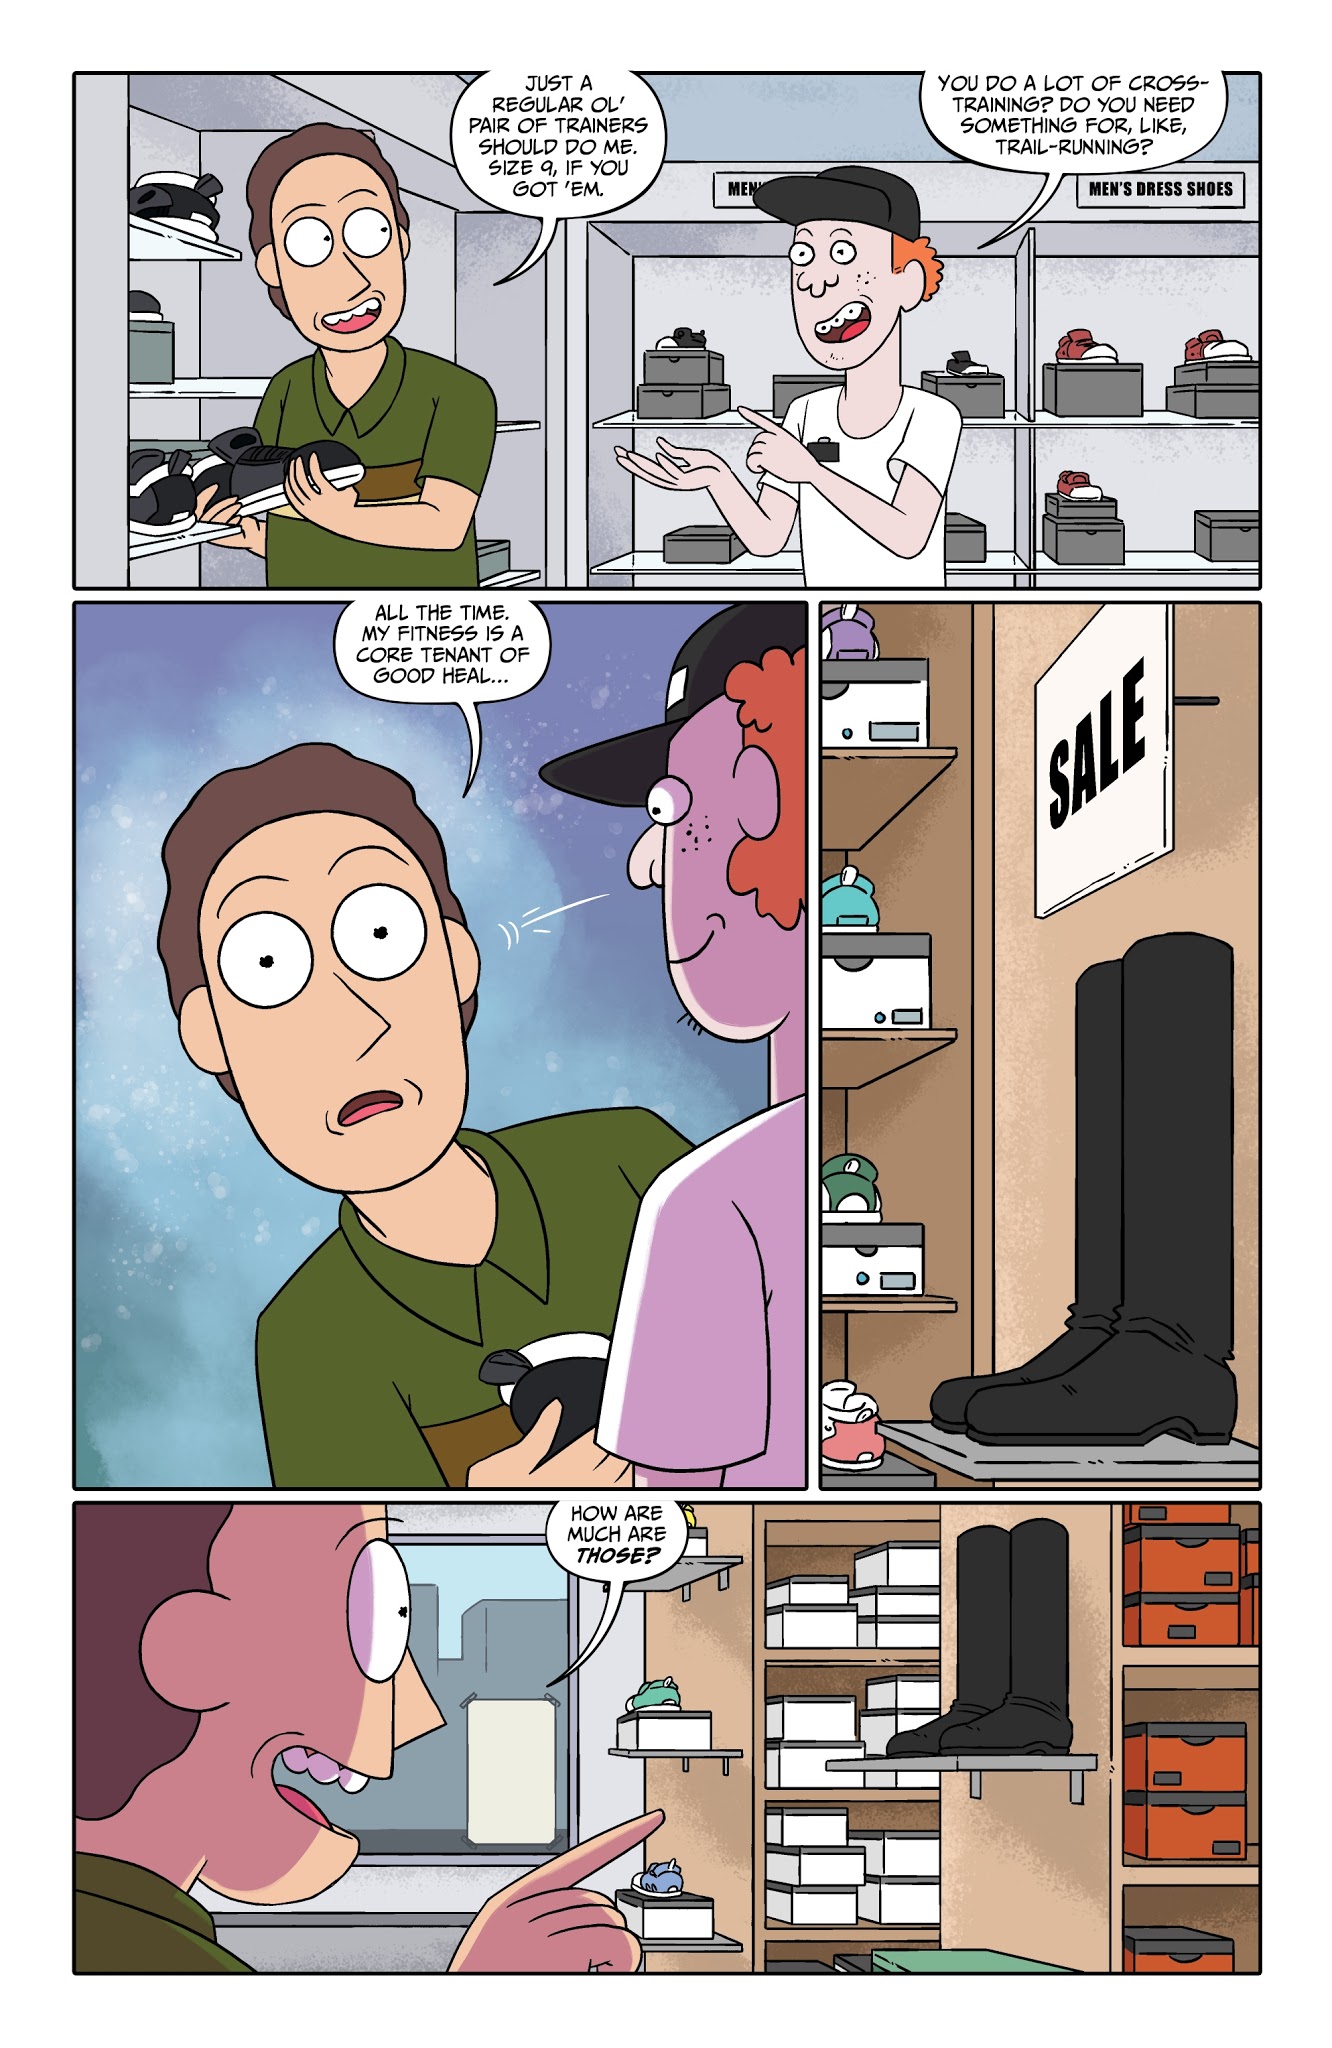 JUST A
REGULAR OL'
PAIR OF TRAINERS
SHOULD DO ME.
SIZE 9, IF YOU
GOT 'EM.
YOU DO A LOT OF CROSS-
TRAINING? DO YOU NEED
SOMETHING FOR, LIKE,
TRAIL-RUNNING?
MEN'S
MEN'S DRESS SHOES
ALL THE TIME.
MY FITNESS IS A
CORE TENANT OF
GOOD HEAL...
SALE
HOW ARE
MUCH ARE
THOSE?